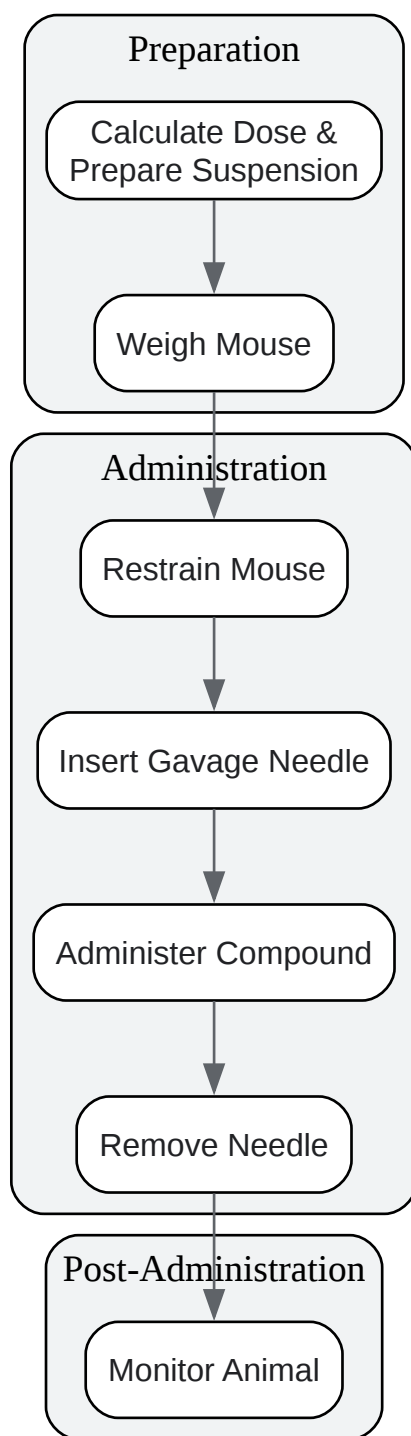 Preparation
Calculate Dose &
Prepare Suspension
Weigh Mouse
Administration
Restrain Mouse
Insert Gavage Needle
Administer Compound
Remove Needle
Post-Administration
Monitor Animal